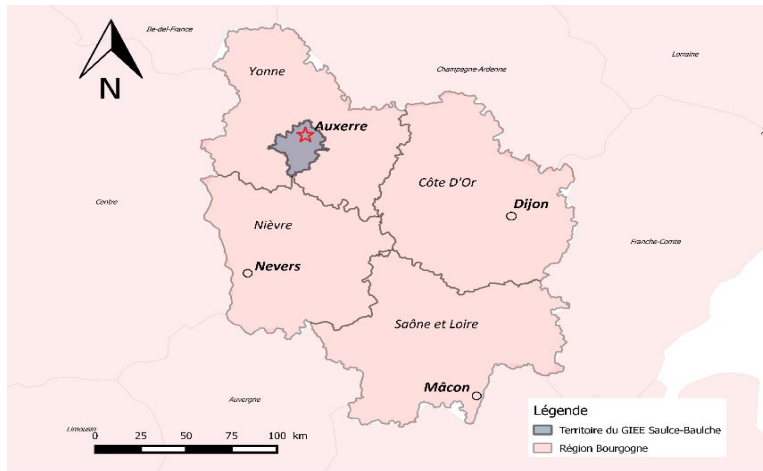 Ile-del-France
Lorraine
Champagne-Ardenne
Yonne
N
Auxerre
Côte D'Or
Centre
Dijon
Nièvre
Franche-Comte
Nevers
Saône et Loire
Mâcon
Auvergne
Légende
Limousin
Territoire du GIEE Saulce-Baulche
0 25 50 75 100 km
Région Bourgogne